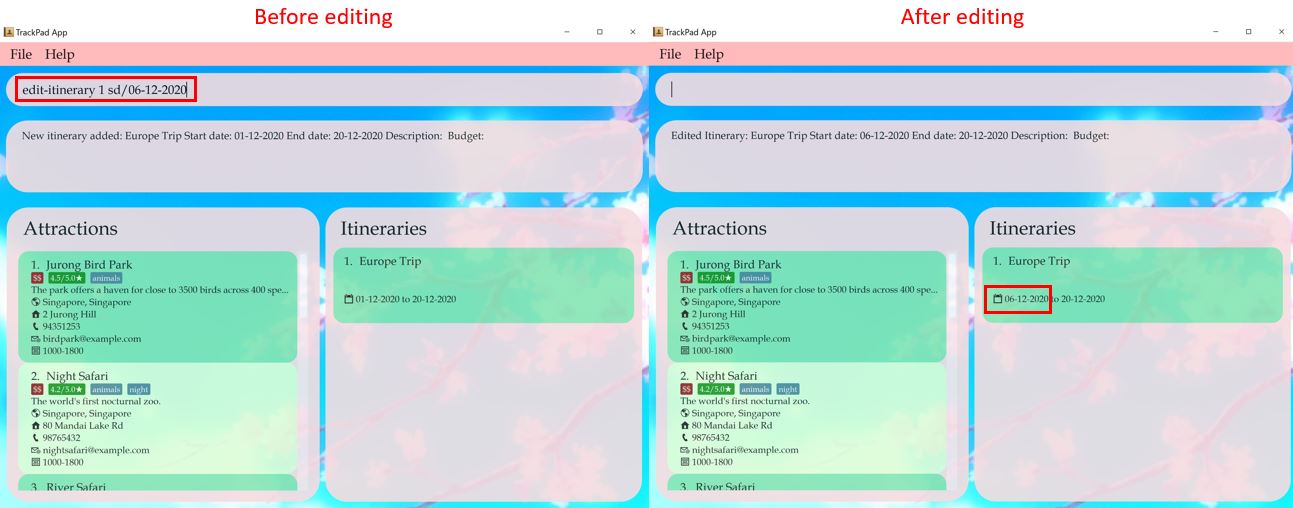 Before editing
TrackPad App
File Help
edit-itinerary 1 sd/06-12-2020
New itinerary added: Europe Trip Start date: 01-12-2020 End date: 20-12-2020 Description:  Budget:
Attractions
1. Jurong Bird Park
$$ 4.5/5.0★ animals
The park offers a haven for close to 3500 birds across 400 spe...
Singapore, Singapore
2 Jurong Hill
94351253
birdpark@example.com
1000-1800
2. Night Safari
$$ 4.2/5.0★ animals night
The world's first nocturnal zoo.
Singapore, Singapore
80 Mandai Lake Rd
98765432
nightsafari@example.com
1000-1800
3. River Safari
Itineraries
1. Europe Trip
01-12-2020 to 20-12-2020
After editing
TrackPad App
File Help
Edited Itinerary: Europe Trip Start date: 06-12-2020 End date: 20-12-2020 Description:  Budget:
Attractions
1. Jurong Bird Park
$$ 4.5/5.0★ animals
The park offers a haven for close to 3500 birds across 400 spe...
Singapore, Singapore
2 Jurong Hill
94351253
birdpark@example.com
1000-1800
2. Night Safari
$$ 4.2/5.0★ animals night
The world's first nocturnal zoo.
Singapore, Singapore
80 Mandai Lake Rd
98765432
nightsafari@example.com
1000-1800
3. River Safari
Itineraries
1. Europe Trip
06-12-2020 to 20-12-2020